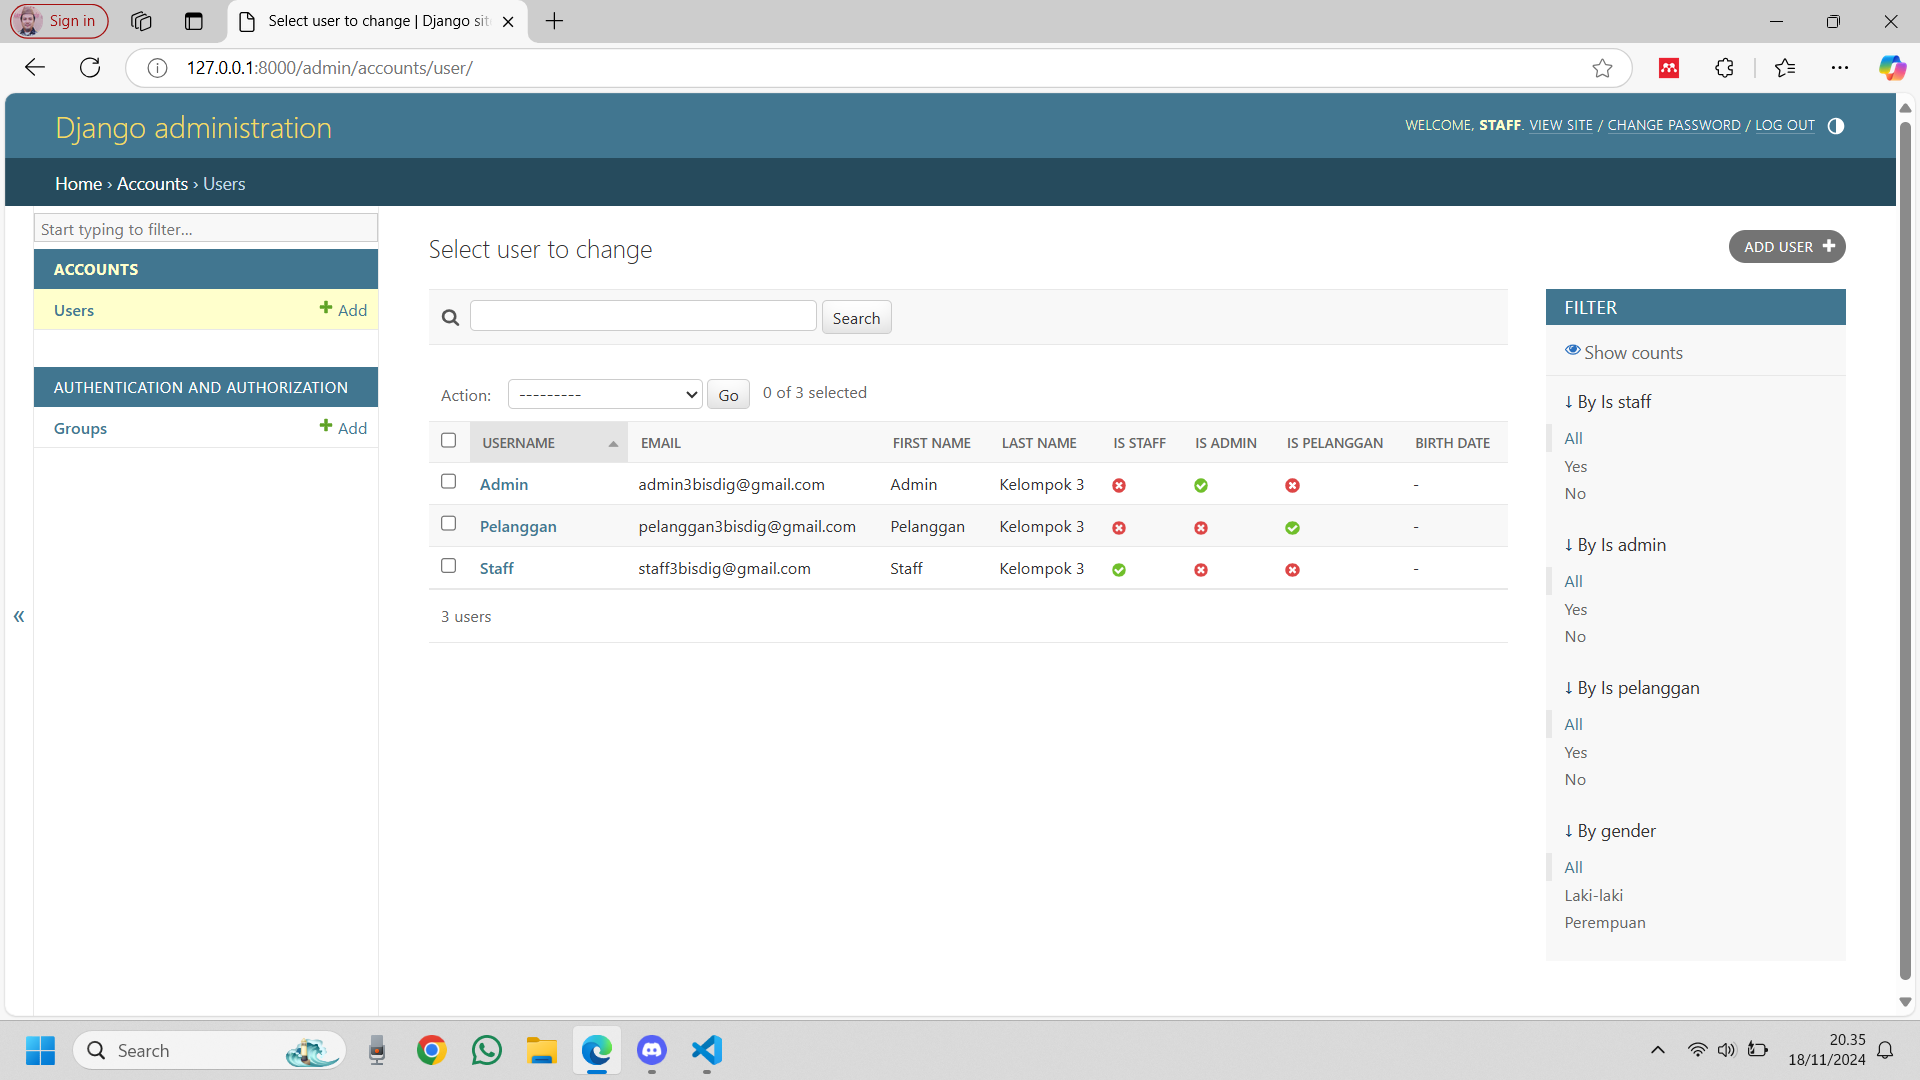 Sign in
Select user to change | Django sit
127.0.0.1:8000/admin/accounts/user/
Django administration
WELCOME, STAFF. VIEW SITE / CHANGE PASSWORD / LOG OUT
Home › Accounts › Users
Start typing to filter...
ACCOUNTS
Users
Add
AUTHENTICATION AND AUTHORIZATION
Groups
Add
«
Select user to change
ADD USER
Search
Action:
---------
Go
0 of 3 selected
USERNAME EMAIL FIRST NAME LAST NAME IS STAFF IS ADMIN IS PELANGGAN BIRTH DATE
Admin admin3bisdig@gmail.com Admin Kelompok 3 -
Pelanggan pelanggan3bisdig@gmail.com Pelanggan Kelompok 3 -
Staff staff3bisdig@gmail.com Staff Kelompok 3 -
3 users
FILTER
Show counts
↓ By Is staff
All
Yes
No
↓ By Is admin
All
Yes
No
↓ By Is pelanggan
All
Yes
No
↓ By gender
All
Laki-laki
Perempuan
Search
20.35
18/11/2024